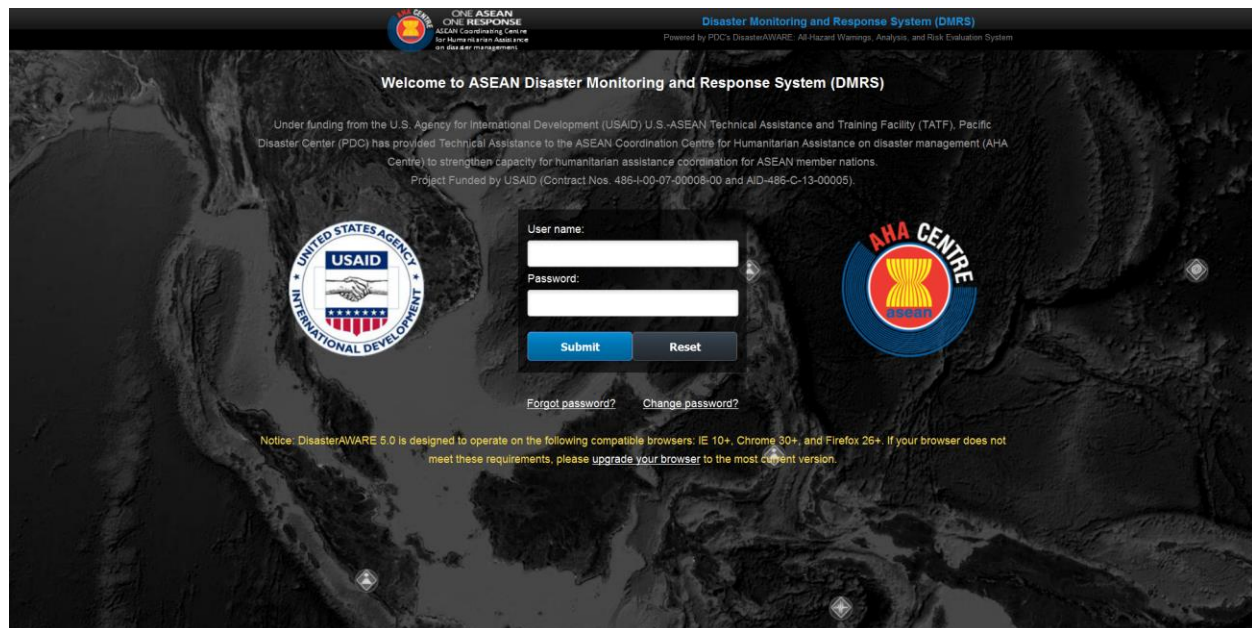 AHA CENTRE
ONE ASEAN
ONE RESPONSE
ASEAN Coordinating Centre
for Humanitarian Assistance
on disaster management
Disaster Monitoring and Response System (DMRS)
Powered by PDC's DisasterAWARE: All-Hazard Warnings, Analysis, and Risk Evaluation System
Welcome to ASEAN Disaster Monitoring and Response System (DMRS)
Under funding from the U.S. Agency for International Development (USAID) U.S.-ASEAN Technical Assistance and Training Facility (TATF), Pacific
Disaster Center (PDC) has provided Technical Assistance to the ASEAN Coordination Centre for Humanitarian Assistance on disaster management (AHA
Centre) to strengthen capacity for humanitarian assistance coordination for ASEAN member nations.
Project Funded by USAID (Contract Nos. 486-I-00-07-00008-00 and AID-486-C-13-00005).
UNITED STATES AGENCY
USAID
INTERNATIONAL DEVELOPMENT
User name:
Password:
Submit Reset
AHA CENTRE
asean
Forgot password? Change password?
Notice: DisasterAWARE 5.0 is designed to operate on the following compatible browsers: IE 10+, Chrome 30+, and Firefox 26+. If your browser does not
meet these requirements, please upgrade your browser to the most current version.